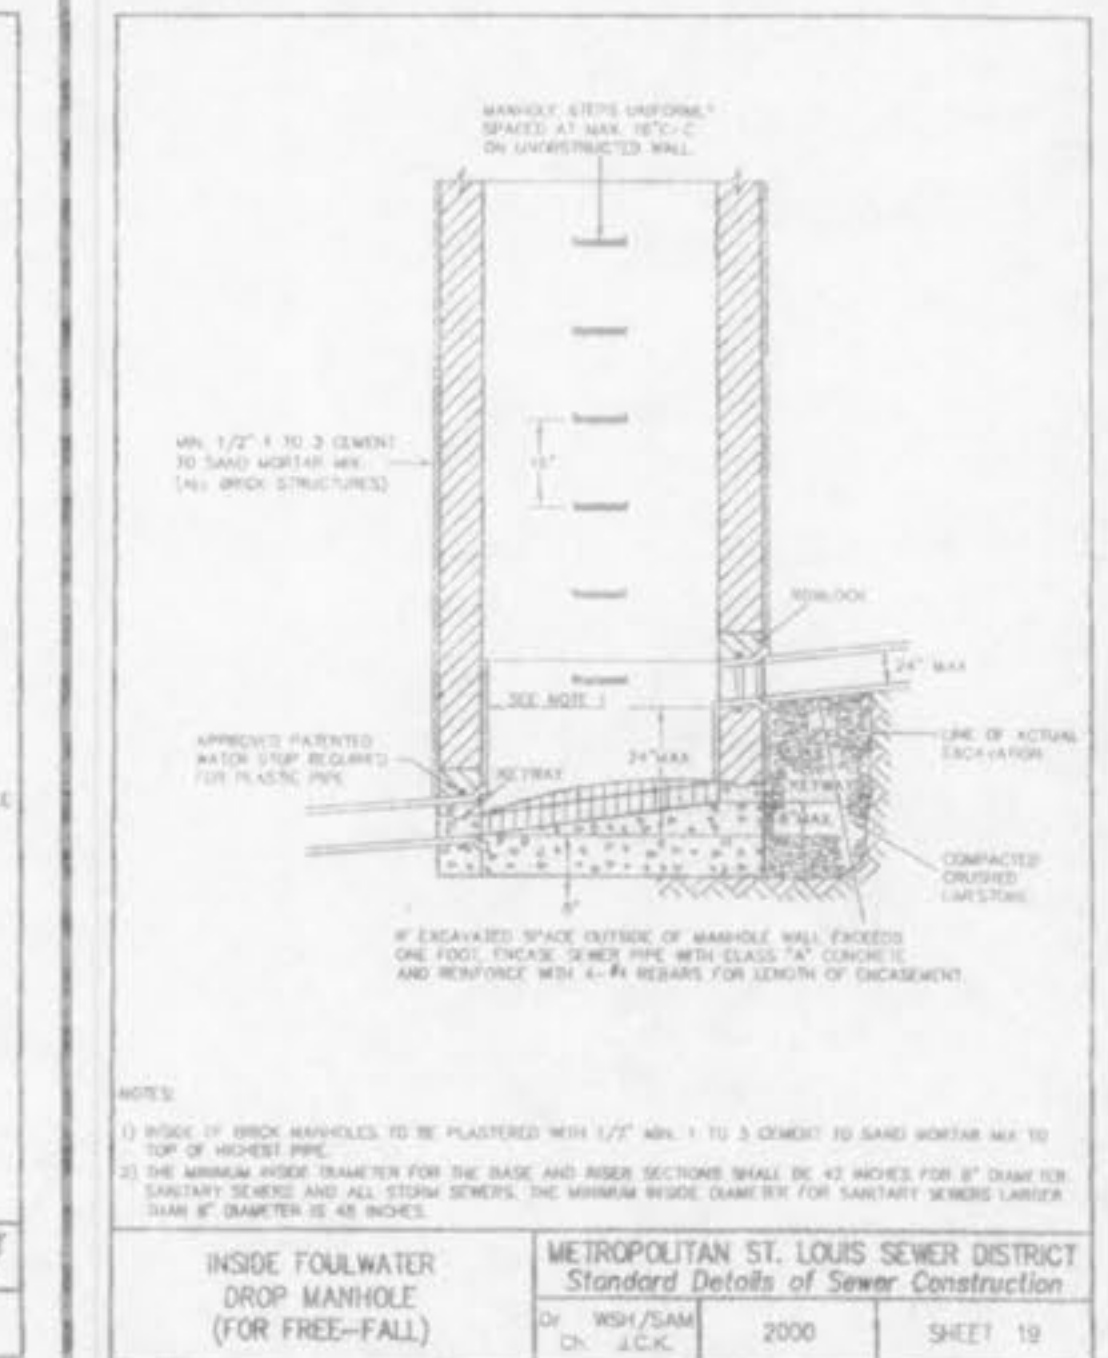 MANHOLE STEPS UNIFORMLY
SPACED AT MAX. 16" C-C
ON UNOBSTRUCTED WALL.
MIN. 1/2" 1 TO 3 CEMENT
TO SAND MORTAR MIX.
(ALL BRICK STRUCTURES)
ROWLOCK
24" MAX
SEE NOTE 1
APPROVED PATENTED
WATER STOP REQUIRED
FOR PLASTIC PIPE
KEYWAY
24"MAX.
LINE OF ACTUAL
EXCAVATION
KEYWAY
8"MAX.
COMPACTED
CRUSHED
LIMESTONE
8"
IF EXCAVATED SPACE OUTSIDE OF MANHOLE WALL EXCEEDS
ONE FOOT, ENCASE SEWER PIPE WITH CLASS "A" CONCRETE
AND REINFORCE WITH 4-#4 REBARS FOR LENGTH OF ENCASEMENT.
NOTES:
1) INSIDE OF BRICK MANHOLES TO BE PLASTERED WITH 1/2" MIN. 1 TO 3 CEMENT TO SAND MORTAR MIX TO
TOP OF HIGHEST PIPE.
2) THE MINIMUM INSIDE DIAMETER FOR THE BASE AND RISER SECTIONS SHALL BE 42 INCHES FOR 8" DIAMETER
SANITARY SEWERS AND ALL STORM SEWERS. THE MINIMUM INSIDE DIAMETER FOR SANITARY SEWERS LARGER
THAN 8" DIAMETER IS 48 INCHES.
INSIDE FOULWATER
DROP MANHOLE
(FOR FREE-FALL)
METROPOLITAN ST. LOUIS SEWER DISTRICT
Standard Details of Sewer Construction
Dr. WSH/SAM
Ch. J.C.K.
2000
SHEET 19